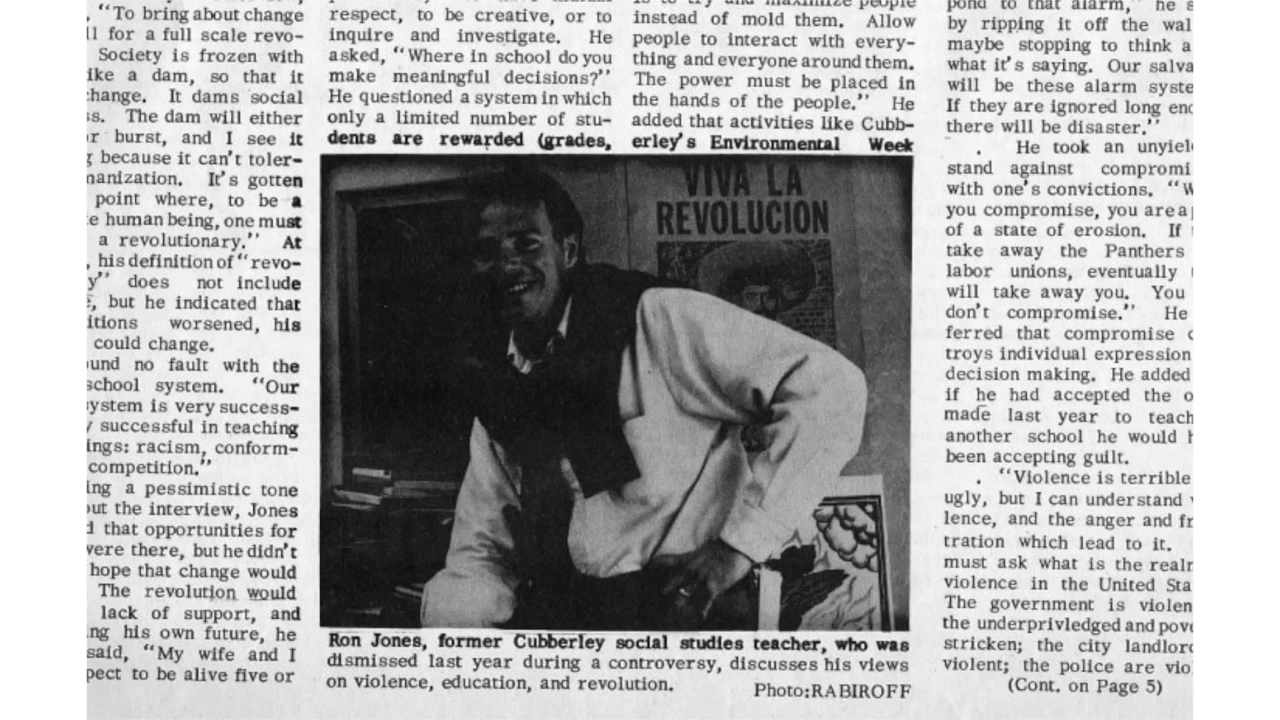 , "To bring about change
ll for a full scale revo-
Society is frozen with
ike a dam, so that it
change. It dams social
s. The dam will either
r burst, and I see it
g because it can't toler-
manization. It's gotten
point where, to be a
e human being, one must
a revolutionary." At
, his definition of "revo-
y" does not include
, but he indicated that
itions worsened, his
could change.
und no fault with the
school system. "Our
system is very success-
y successful in teaching
ings: racism, conform-
competition."
ing a pessimistic tone
out the interview, Jones
d that opportunities for
were there, but he didn't
hope that change would
The revolution would
lack of support, and
ng his own future, he
said, "My wife and I
pect to be alive five or
respect, to be creative, or to
inquire and investigate. He
asked, "Where in school do you
make meaningful decisions?"
He questioned a system in which
only a limited number of stu-
dents are rewarded (grades,
is to try and maximize people
instead of mold them. Allow
people to interact with every-
thing and everyone around them.
The power must be placed in
the hands of the people." He
added that activities like Cubb-
erley's Environmental Week
VIVA LA
REVOLUCION
Ron Jones, former Cubberley social studies teacher, who was
dismissed last year during a controversy, discusses his views
on violence, education, and revolution.
Photo:RABIROFF
pond to that alarm," he s
by ripping it off the wal
maybe stopping to think a
what it's saying. Our salva
will be these alarm syste
If they are ignored long eno
there will be disaster."
He took an unyiel
stand against compromi
with one's convictions. "W
you compromise, you are a p
of a state of erosion. If
take away the Panthers
labor unions, eventually
will take away you. You
don't compromise." He
ferred that compromise
troys individual expression
decision making. He added
if he had accepted the o
made last year to teach
another school he would h
been accepting guilt.
"Violence is terrible
ugly, but I can understand
lence, and the anger and fr
tration which lead to it.
must ask what is the realm
violence in the United Sta
The government is violen
the underprivledged and pove
stricken; the city landlord
violent; the police are vio
(Cont. on Page 5)